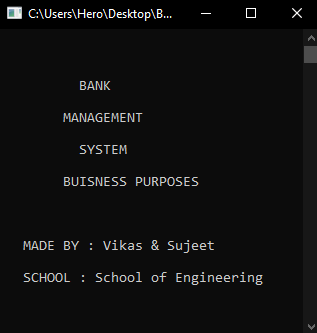 C:\Users\Hero\Desktop\B...
BANK
MANAGEMENT
SYSTEM
BUISNESS PURPOSES
MADE BY : Vikas & Sujeet
SCHOOL : School of Engineering